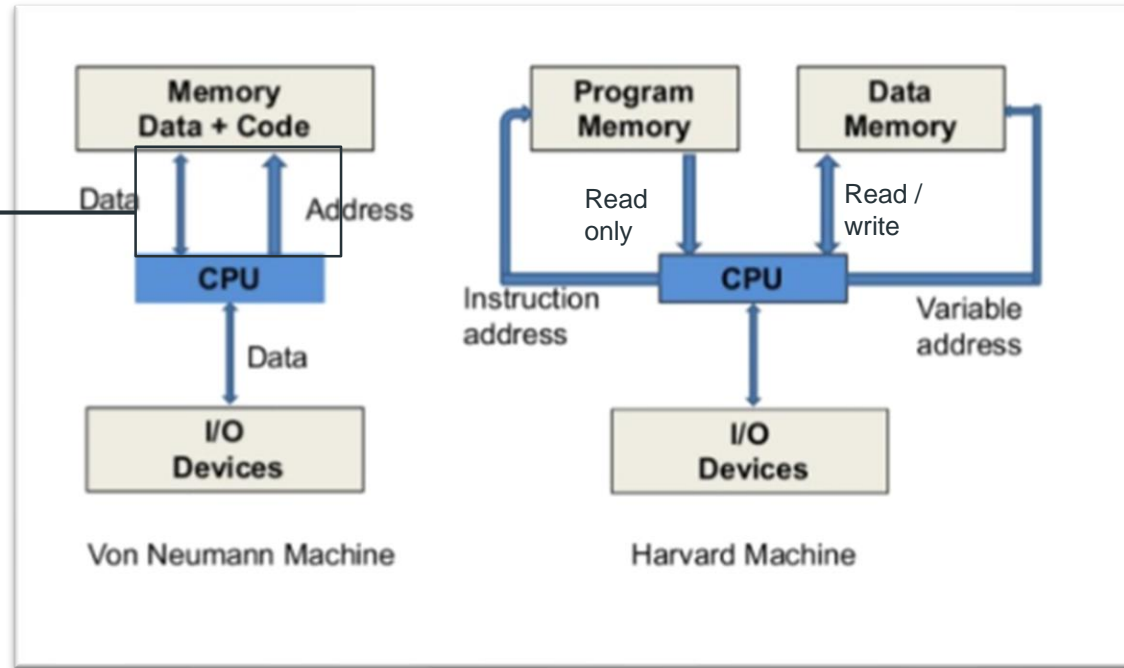 Memory
Data + Code
Data
Address
CPU
Data
I/O
Devices
Von Neumann Machine
Program
Memory
Data
Memory
Read
only
Read /
write
CPU
Instruction
address
Variable
address
I/O
Devices
Harvard Machine